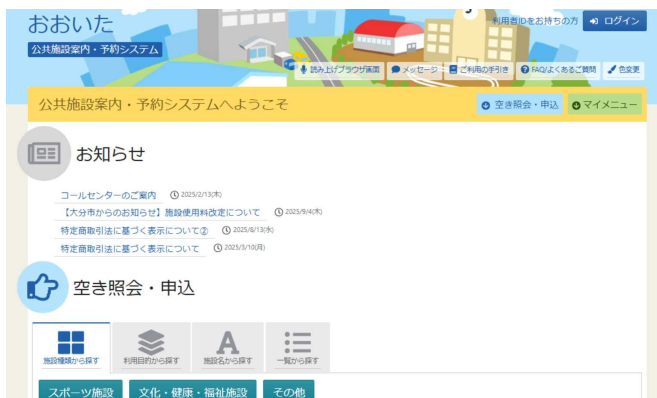 おおいた
公共施設案内・予約システム
利用者IDをお持ちの方 ログイン
読み上げブラウザ画面 メッセージ ご利用の手引き FAQ/よくあるご質問 色変更
公共施設案内・予約システムへようこそ
空き照会・申込 マイメニュー
お知らせ
コールセンターのご案内 2025/2/13(木)
【大分市からのお知らせ】施設使用料改定について 2025/9/4(木)
特定商取引法に基づく表示について② 2025/8/13(水)
特定商取引法に基づく表示について 2025/3/10(月)
空き照会・申込
施設種類から探す 利用目的から探す 施設名から探す 一覧から探す
スポーツ施設 文化・健康・福祉施設 その他